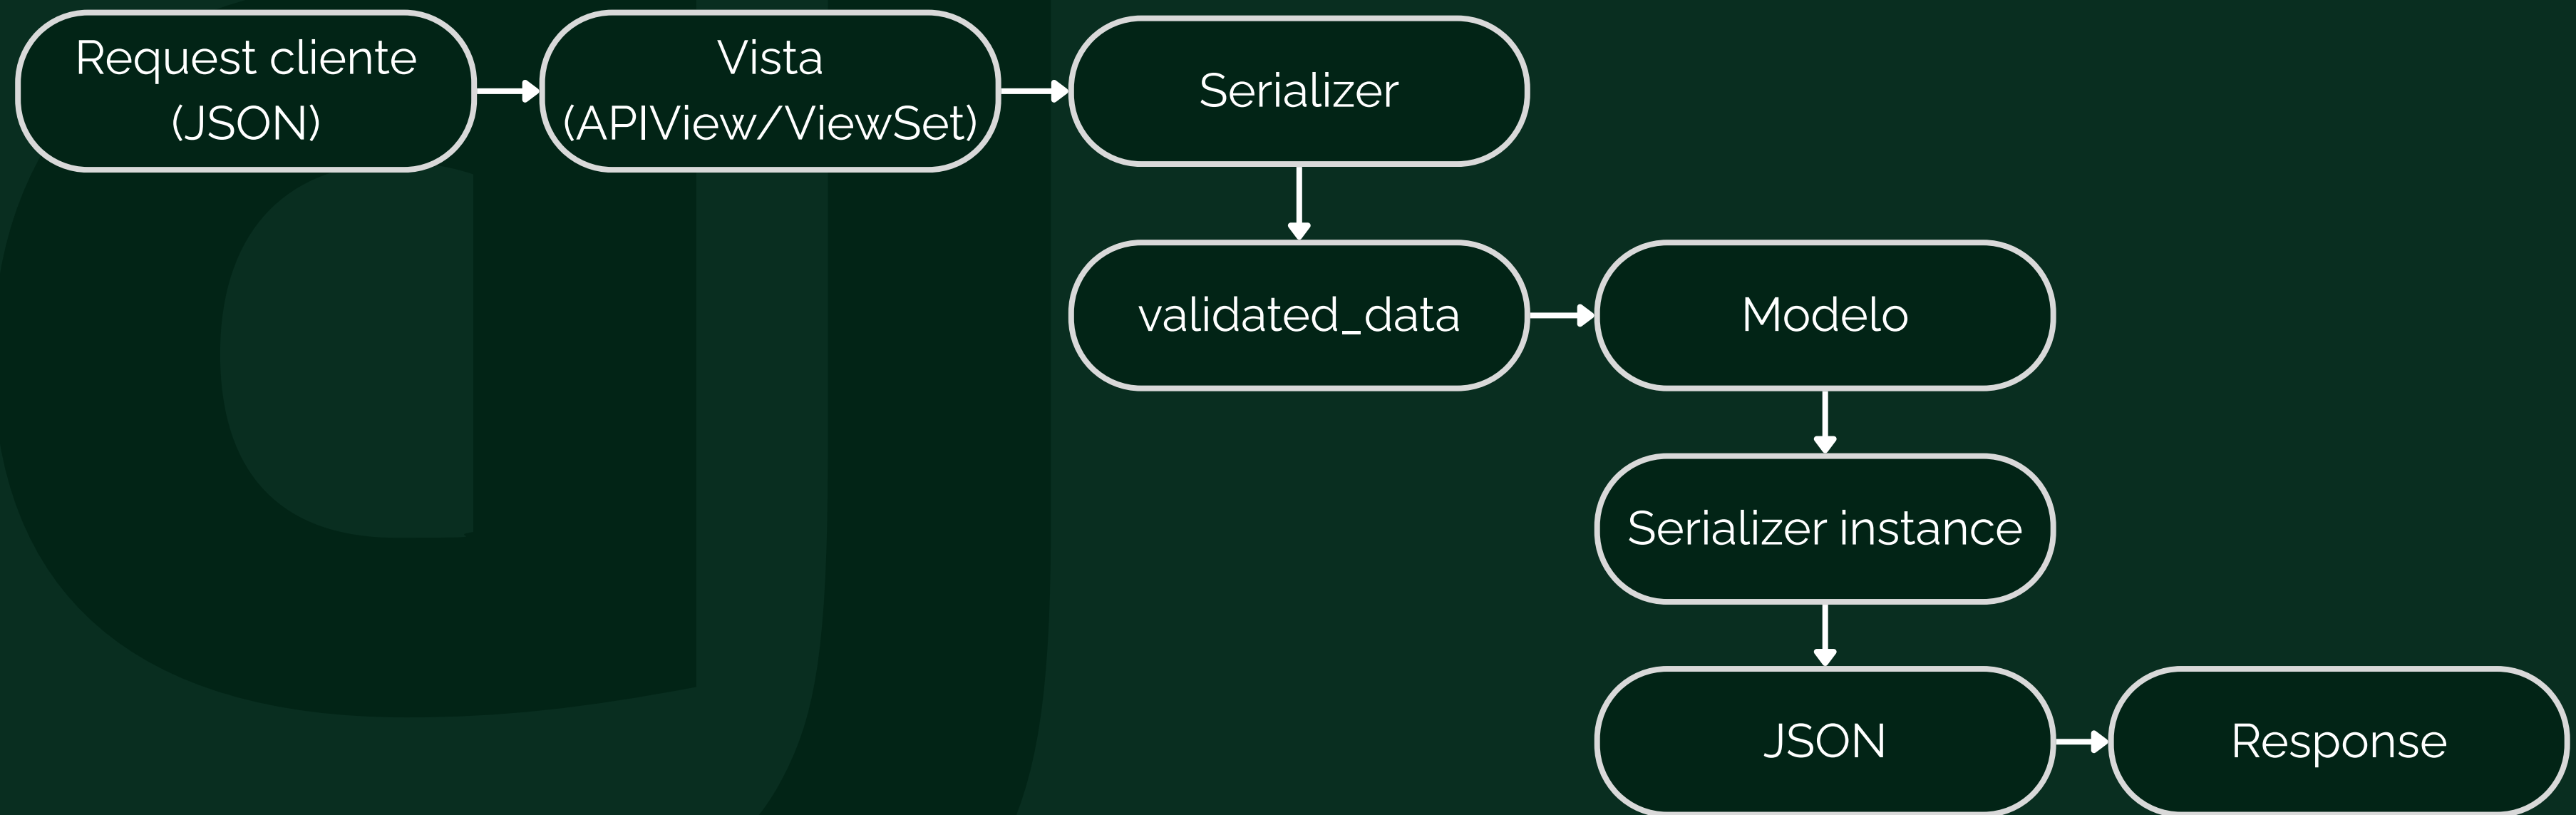 Request cliente
(JSON)
Vista
(APIView/ViewSet)
Serializer
validated_data
Modelo
Serializer instance
JSON
Response